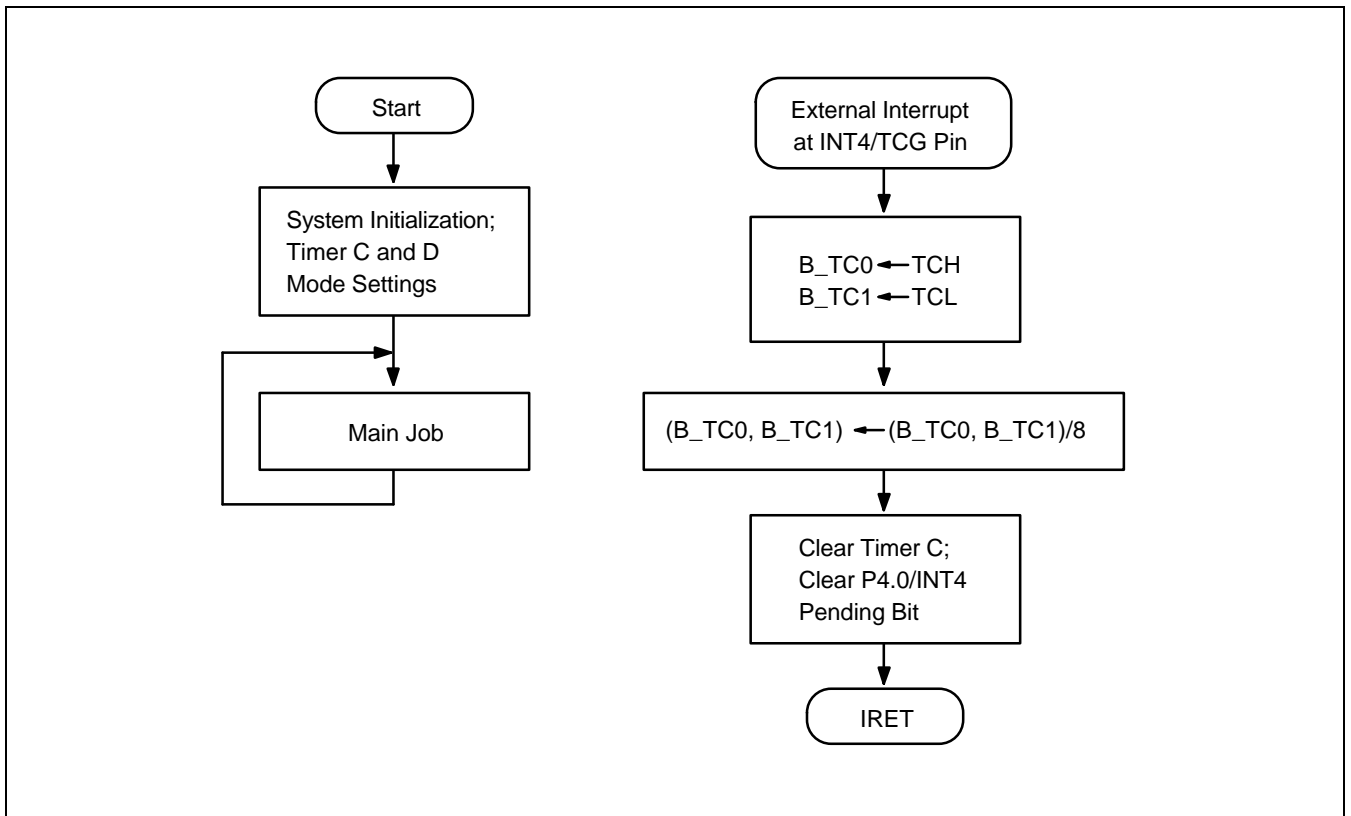 Start
System Initialization;
Timer C and D
Mode Settings
Main Job
External Interrupt
at INT4/TCG Pin
B_TC0 ← TCH
B_TC1 ← TCL
(B_TC0, B_TC1) ← (B_TC0, B_TC1)/8
Clear Timer C;
Clear P4.0/INT4
Pending Bit
IRET